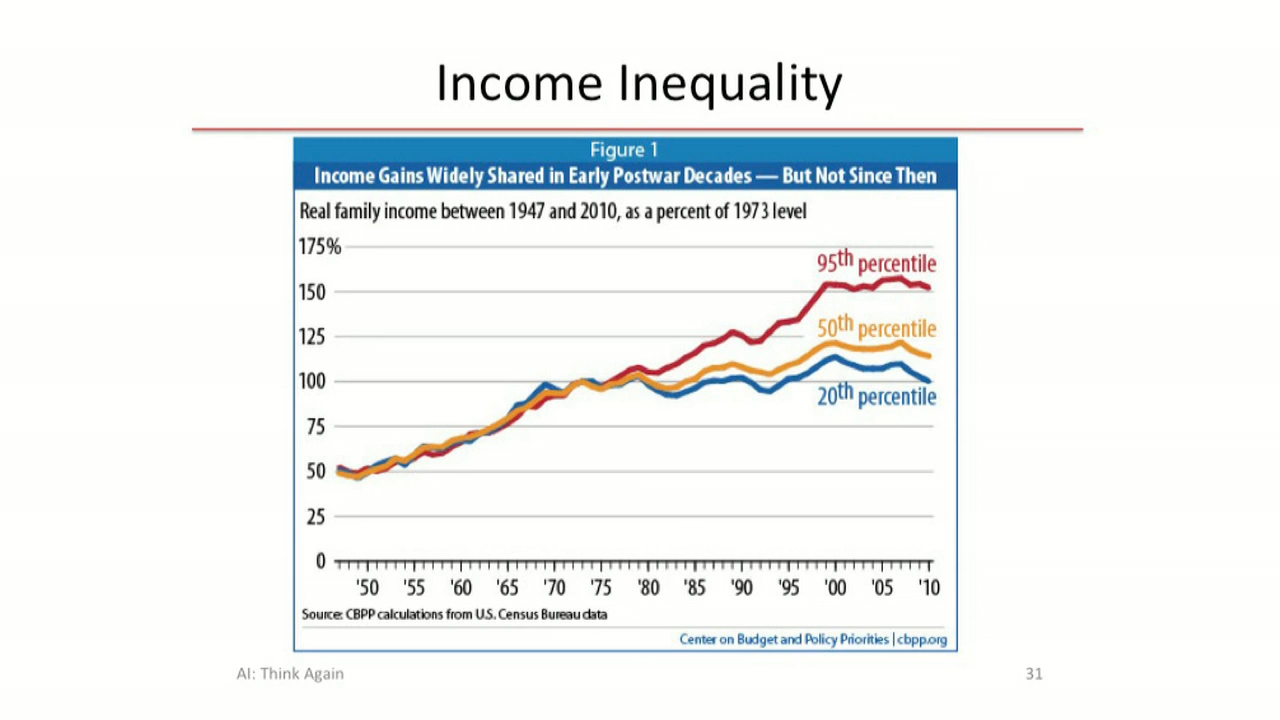 Income Inequality
Figure 1
Income Gains Widely Shared in Early Postwar Decades — But Not Since Then
Real family income between 1947 and 2010, as a percent of 1973 level
175%
95th percentile
150
50th percentile
125
100
20th percentile
75
50
25
0
'50 '55 '60 '65 '70 '75 '80 '85 '90 '95 '00 '05 '10
Source: CBPP calculations from U.S. Census Bureau data
Center on Budget and Policy Priorities | cbpp.org
AI: Think Again
31